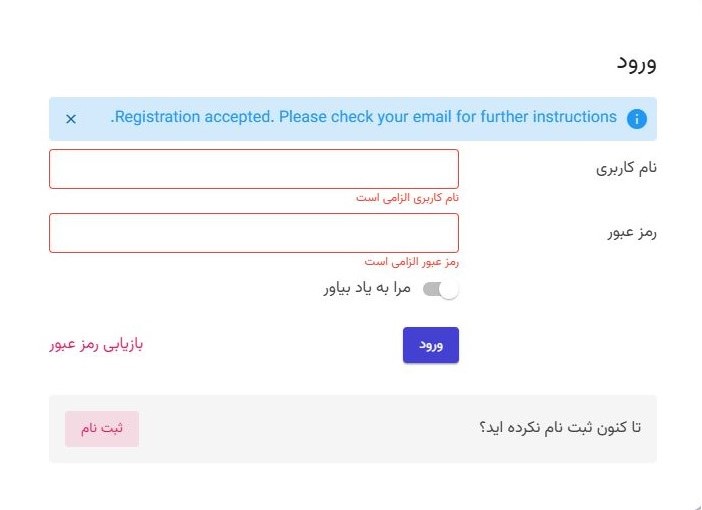 ورود
Registration accepted. Please check your email for further instructions.
نام کاربری
نام کاربری الزامی است
رمز عبور
رمز عبور الزامی است
مرا به یاد بیاور
ورود
بازیابی رمز عبور
تا کنون ثبت نام نکرده اید؟
ثبت نام